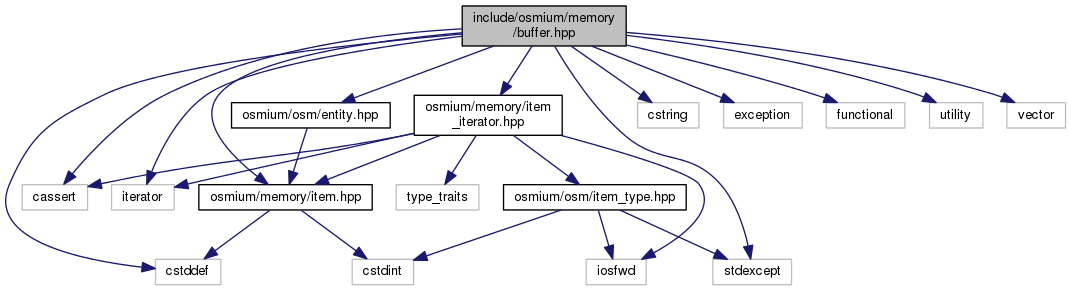 include/osmium/memory
/buffer.hpp
osmium/osm/entity.hpp
osmium/memory/item
_iterator.hpp
cstring
exception
functional
utility
vector
cassert
iterator
osmium/memory/item.hpp
type_traits
osmium/osm/item_type.hpp
cstddef
cstdint
iosfwd
stdexcept